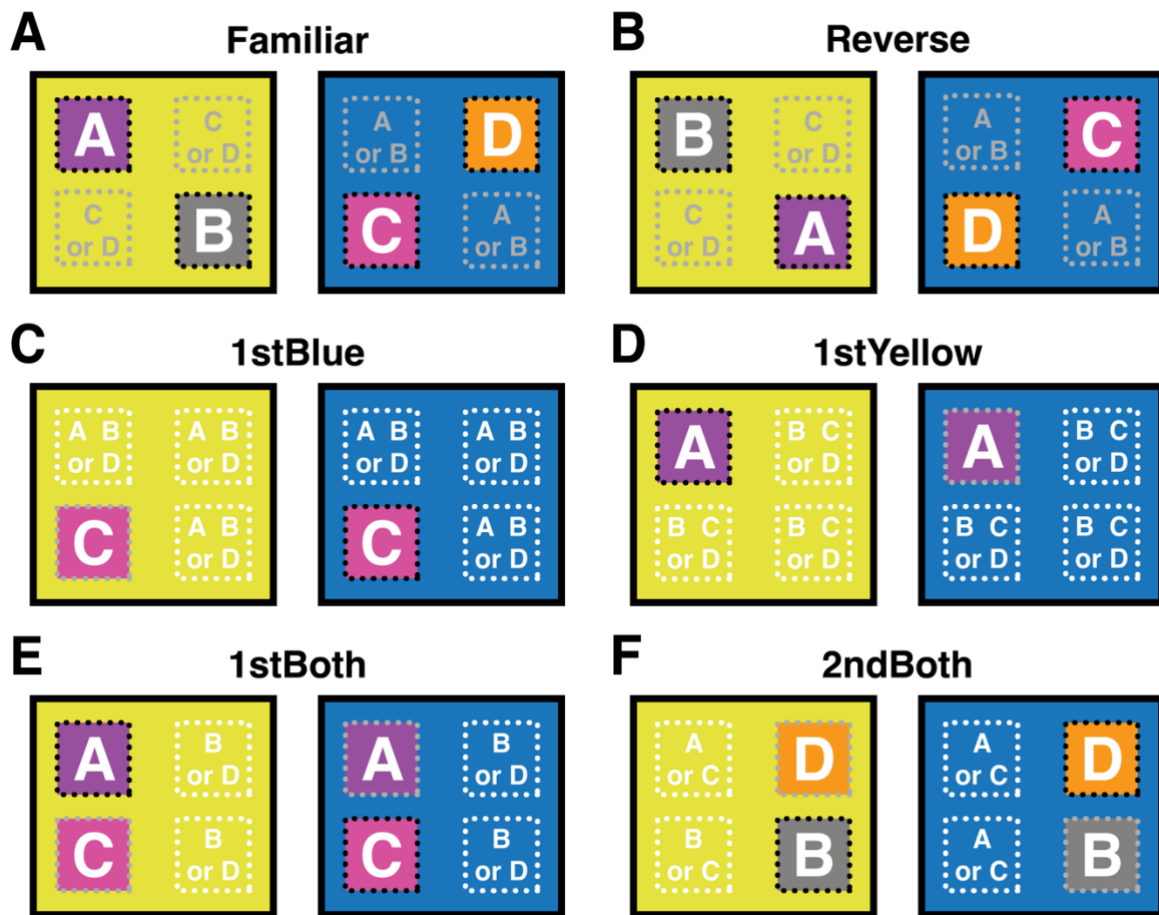 A
Familiar
A
C
or D
C
or D
B
A
or B
D
C
A
or B
B
Reverse
B
C
or D
C
or D
A
A
or B
C
D
A
or B
C
1stBlue
A B
or D
A B
or D
C
A B
or D
A B
or D
A B
or D
C
A B
or D
D
1stYellow
A
B C
or D
B C
or D
B C
or D
A
B C
or D
B C
or D
B C
or D
E
1stBoth
A
B
or D
C
B
or D
A
B
or D
C
B
or D
F
2ndBoth
A
or C
D
B
or C
B
A
or C
D
A
or C
B